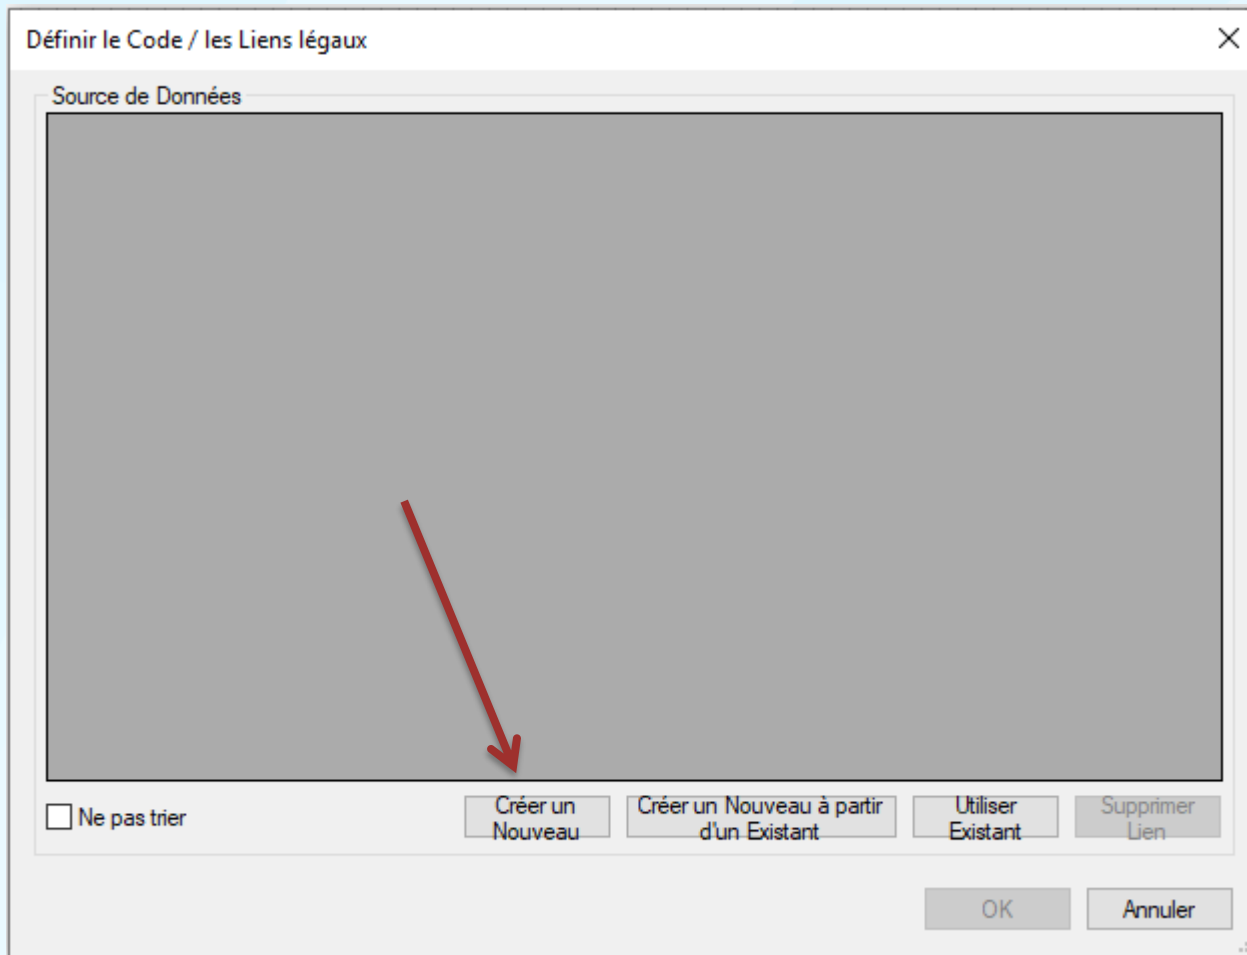 Définir le Code / les Liens légaux
Source de Données
Ne pas trier
Créer un
Nouveau
Créer un Nouveau à partir
d'un Existant
Utiliser
Existant
Supprimer
Lien
OK
Annuler